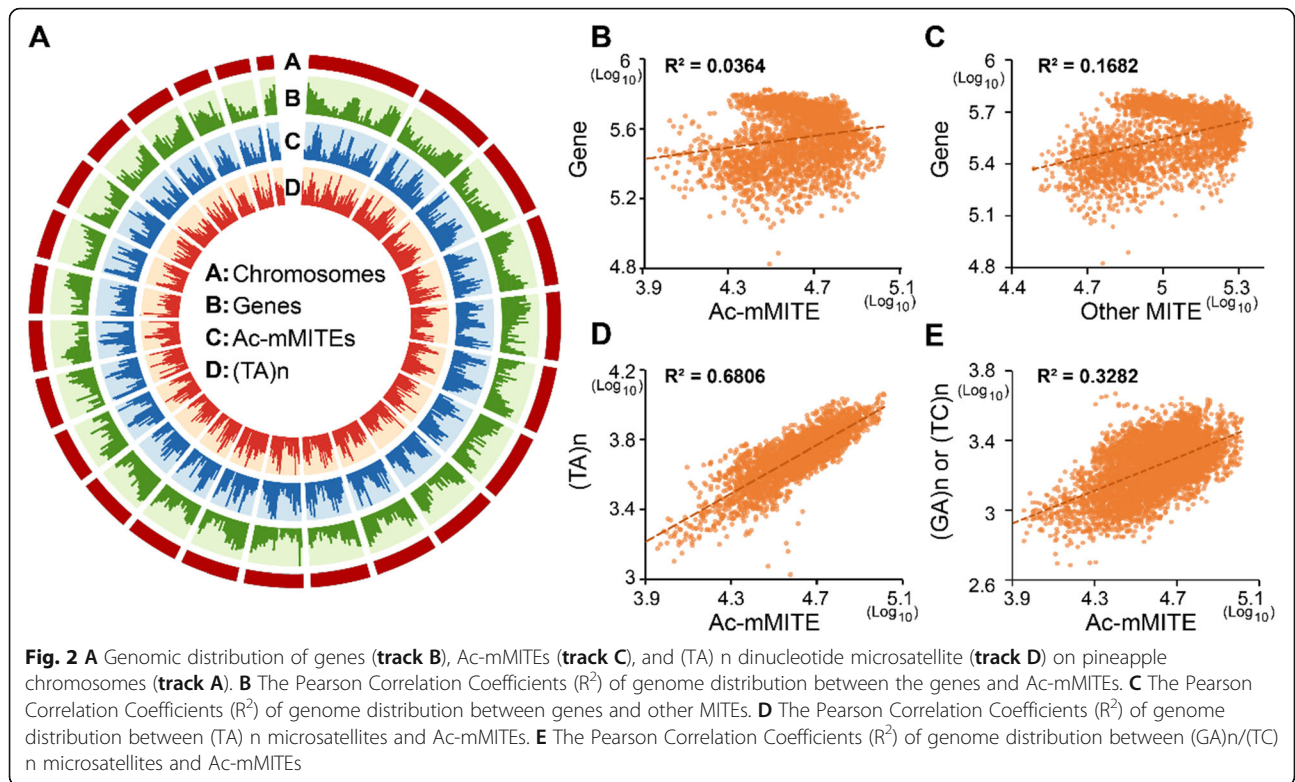 A
A
B
C
D
A: Chromosomes
B: Genes
C: Ac-mMITEs
D: (TA)n
B
6
(Log10)
R² = 0.0364
5.6
5.2
4.8
Gene
3.9 4.3 4.7 5.1
Ac-mMITE (Log10)
C
6
(Log10)
R² = 0.1682
5.7
5.4
5.1
4.8
Gene
4.4 4.7 5 5.3
Other MITE (Log10)
D
4.2
(Log10)
R² = 0.6806
3.8
3.4
3
(TA)n
3.9 4.3 4.7 5.1
Ac-mMITE (Log10)
E
3.8
(Log10)
R² = 0.3282
3.4
3
2.6
(GA)n or (TC)n
3.9 4.3 4.7 5.1
Ac-mMITE (Log10)
Fig. 2 A Genomic distribution of genes (track B), Ac-mMITEs (track C), and (TA) n dinucleotide microsatellite (track D) on pineapple
chromosomes (track A). B The Pearson Correlation Coefficients (R²) of genome distribution between the genes and Ac-mMITEs. C The Pearson
Correlation Coefficients (R²) of genome distribution between genes and other MITEs. D The Pearson Correlation Coefficients (R²) of genome
distribution between (TA) n microsatellites and Ac-mMITEs. E The Pearson Correlation Coefficients (R²) of genome distribution between (GA)n/(TC)
n microsatellites and Ac-mMITEs